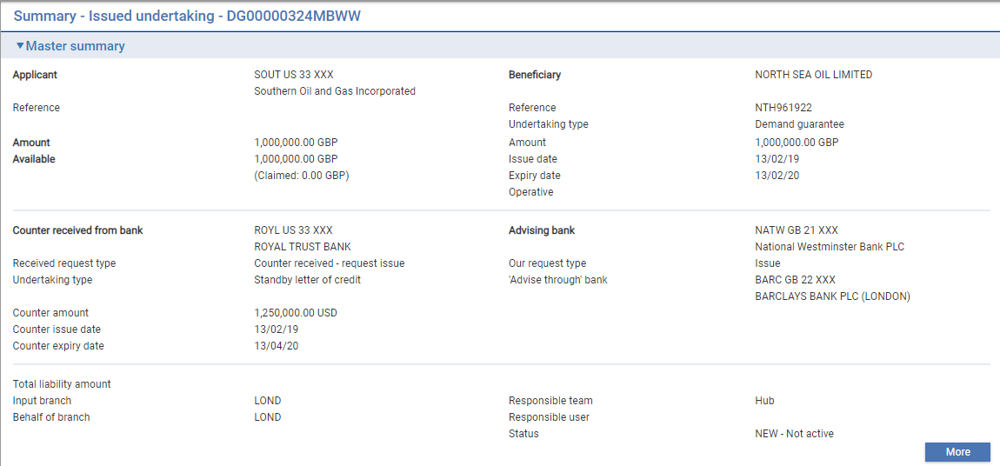 Summary - Issued undertaking - DG00000324MBWW
Master summary
Applicant SOUT US 33 XXX Beneficiary NORTH SEA OIL LIMITED
Southern Oil and Gas Incorporated
Reference Reference NTH961922
Undertaking type Demand guarantee
Amount 1,000,000.00 GBP Amount 1,000,000.00 GBP
Available 1,000,000.00 GBP Issue date 13/02/19
(Claimed: 0.00 GBP) Expiry date 13/02/20
Operative
Counter received from bank ROYL US 33 XXX Advising bank NATW GB 21 XXX
ROYAL TRUST BANK National Westminster Bank PLC
Received request type Counter received - request issue Our request type Issue
Undertaking type Standby letter of credit 'Advise through' bank BARC GB 22 XXX
BARCLAYS BANK PLC (LONDON)
Counter amount 1,250,000.00 USD
Counter issue date 13/02/19
Counter expiry date 13/04/20
Total liability amount
Input branch LOND Responsible team Hub
Behalf of branch LOND Responsible user
Status NEW - Not active
More